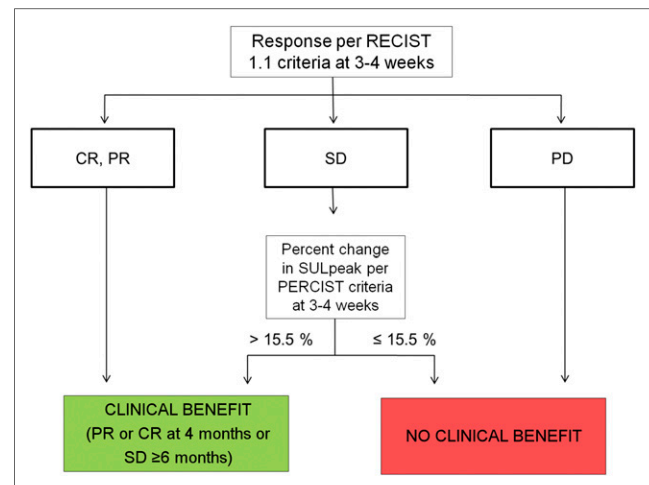 Response per RECIST
1.1 criteria at 3-4 weeks
CR, PR
SD
PD
Percent change
in SULpeak per
PERCIST criteria
at 3-4 weeks
> 15.5 %
≤ 15.5 %
CLINICAL BENEFIT
(PR or CR at 4 months or
SD ≥6 months)
NO CLINICAL BENEFIT